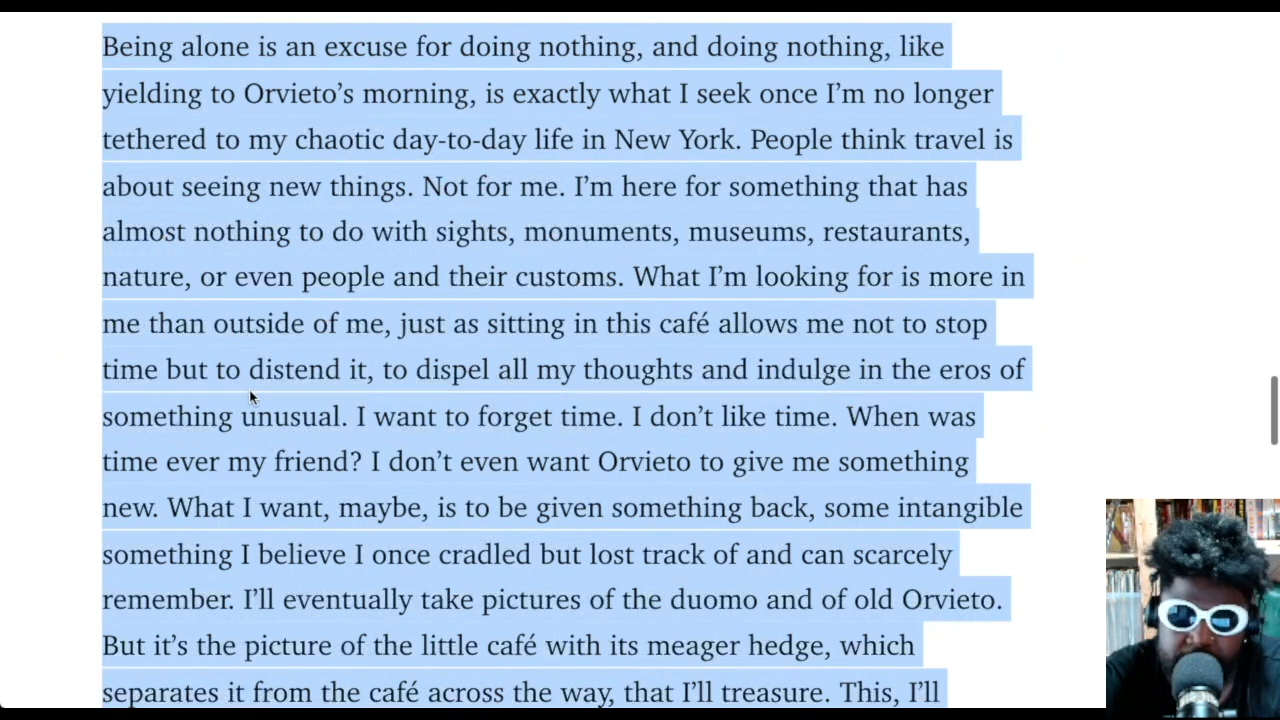 Being alone is an excuse for doing nothing, and doing nothing, like
yielding to Orvieto’s morning, is exactly what I seek once I’m no longer
tethered to my chaotic day-to-day life in New York. People think travel is
about seeing new things. Not for me. I’m here for something that has
almost nothing to do with sights, monuments, museums, restaurants,
nature, or even people and their customs. What I’m looking for is more in
me than outside of me, just as sitting in this café allows me not to stop
time but to distend it, to dispel all my thoughts and indulge in the eros of
something unusual. I want to forget time. I don’t like time. When was
time ever my friend? I don’t even want Orvieto to give me something
new. What I want, maybe, is to be given something back, some intangible
something I believe I once cradled but lost track of and can scarcely
remember. I’ll eventually take pictures of the duomo and of old Orvieto.
But it’s the picture of the little café with its meager hedge, which
separates it from the café across the way, that I’ll treasure. This, I’ll